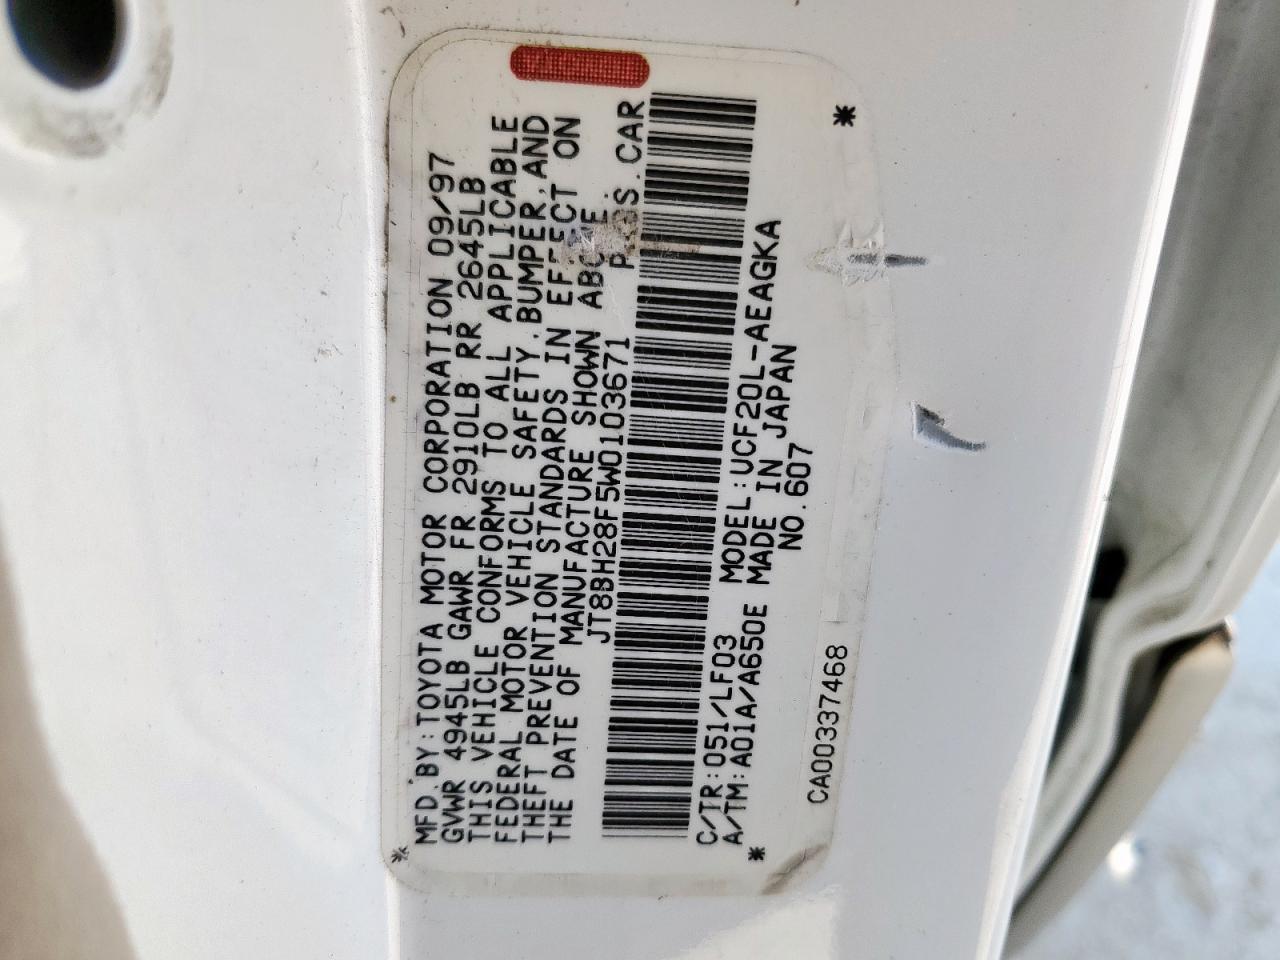 MFD.BY:TOYOTA MOTOR CORPORATION 09/97
GVWR 4945LB GAWR FR 2910LB RR 2645LB
THIS VEHICLE CONFORMS TO ALL APPLICABLE
FEDERAL MOTOR VEHICLE SAFETY,BUMPER,AND
THEFT PREVENTION STANDARDS IN EFFECT ON
THE DATE OF MANUFACTURE SHOWN ABOVE.
JT8BH28F5W0103671 PASS.CAR
C/TR:051/LF03 MODEL:UCF20L-AEAGKA
A/TM:A01A/A650E MADE IN JAPAN
NO.607
CA00337468